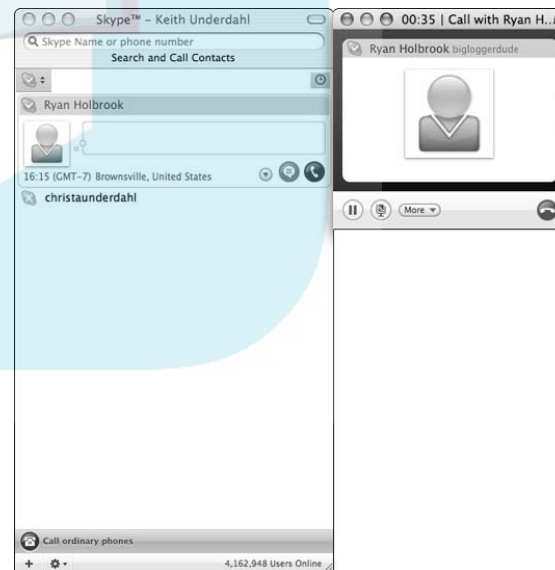 Skype™ – Keith Underdahl
Skype Name or phone number
Search and Call Contacts
Ryan Holbrook
16:15 (GMT-7) Brownsville, United States
christaunderdahl
Call ordinary phones
4,162,948 Users Online
00:35 | Call with Ryan H...
Ryan Holbrook bigloggerdude
More